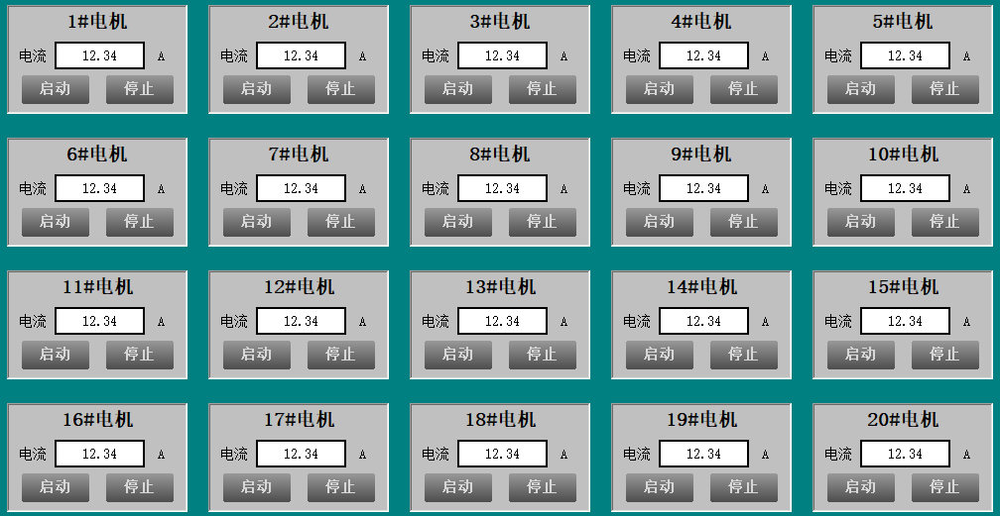 1#电机 2#电机 3#电机 4#电机 5#电机
电流 12.34 A 电流 12.34 A 电流 12.34 A 电流 12.34 A 电流 12.34 A
启动 停止 启动 停止 启动 停止 启动 停止 启动 停止
6#电机 7#电机 8#电机 9#电机 10#电机
电流 12.34 A 电流 12.34 A 电流 12.34 A 电流 12.34 A 电流 12.34 A
启动 停止 启动 停止 启动 停止 启动 停止 启动 停止
11#电机 12#电机 13#电机 14#电机 15#电机
电流 12.34 A 电流 12.34 A 电流 12.34 A 电流 12.34 A 电流 12.34 A
启动 停止 启动 停止 启动 停止 启动 停止 启动 停止
16#电机 17#电机 18#电机 19#电机 20#电机
电流 12.34 A 电流 12.34 A 电流 12.34 A 电流 12.34 A 电流 12.34 A
启动 停止 启动 停止 启动 停止 启动 停止 启动 停止